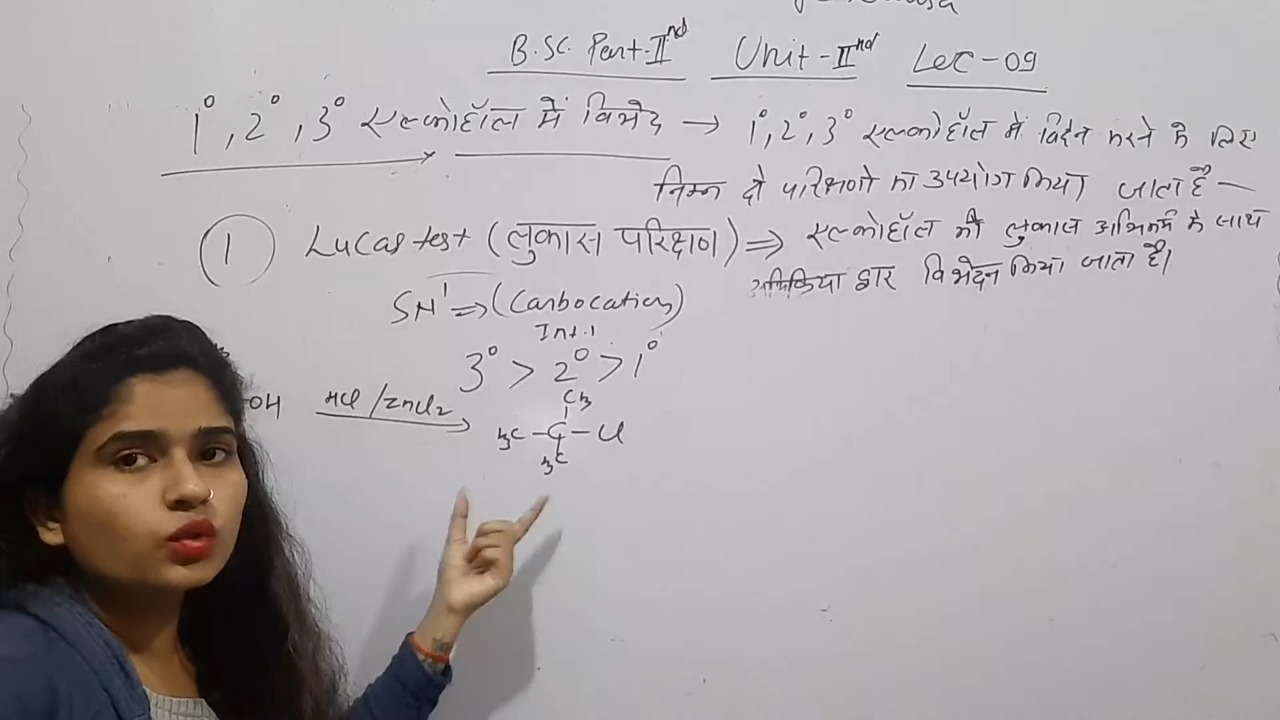 B.Sc. Part-IInd Unit-IInd Lec-09
1°, 2°, 3° एल्कोहॉल में विभेद → 1°, 2°, 3° एल्कोहॉल में विभेदन करने के लिए
निम्न दो परिक्षणो का उपयोग किया जाता है —
1 Lucas test (लुकास परिक्षण) ⇒ एल्कोहॉल की लुकास अभिकर्मक के साथ
अभिक्रिया द्वार विभेदन किया जाता है।
SN1 ⇒ (Carbocation)
Int.
3° > 2° > 1°
CH3
OH HCl/ZnCl2 → H3C-C-Cl
H3C